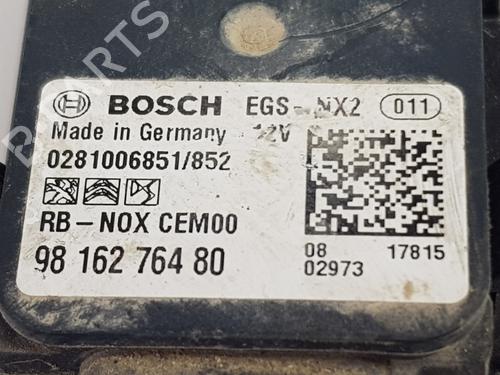 BOSCH EGS-NX2 011
Made in Germany 12V
0281006851/852
RB-NOX CEM00
98 162 764 80
08 17815
02973